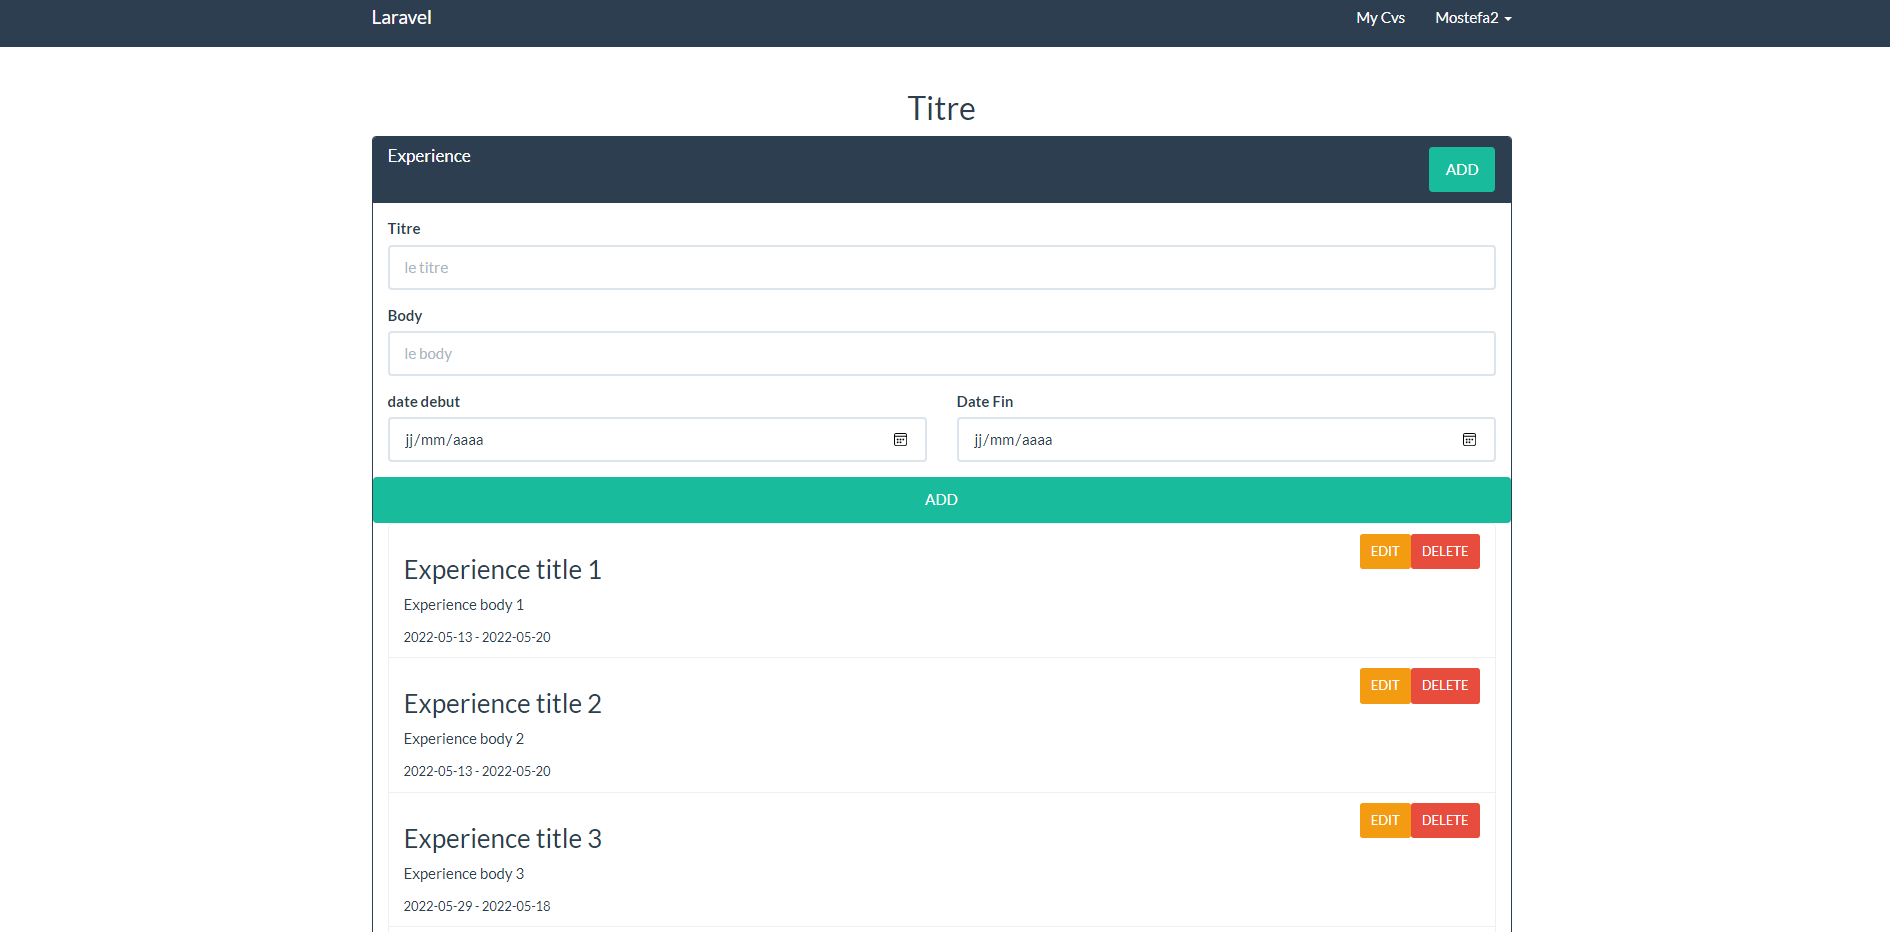 Laravel My Cvs Mostefa2
Titre
Experience ADD
Titre
le titre
Body
le body
date debut Date Fin
jj/mm/aaaa jj/mm/aaaa
ADD
EDIT DELETE
Experience title 1
Experience body 1
2022-05-13 - 2022-05-20
EDIT DELETE
Experience title 2
Experience body 2
2022-05-13 - 2022-05-20
EDIT DELETE
Experience title 3
Experience body 3
2022-05-29 - 2022-05-18